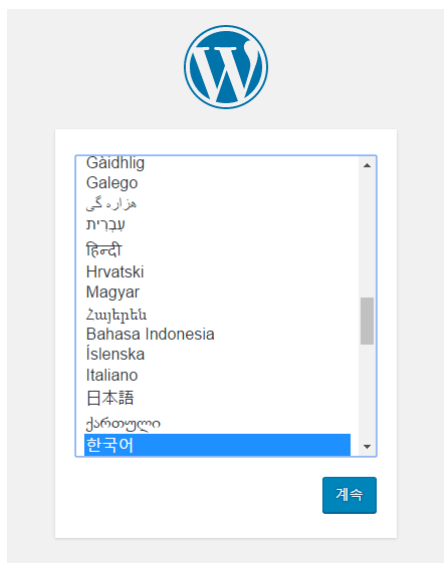 Gàidhlig
Galego
هزاره گی
עִבְרִית
हिन्दी
Hrvatski
Magyar
Հայերեն
Bahasa Indonesia
Íslenska
Italiano
日本語
ქართული
한국어
계속